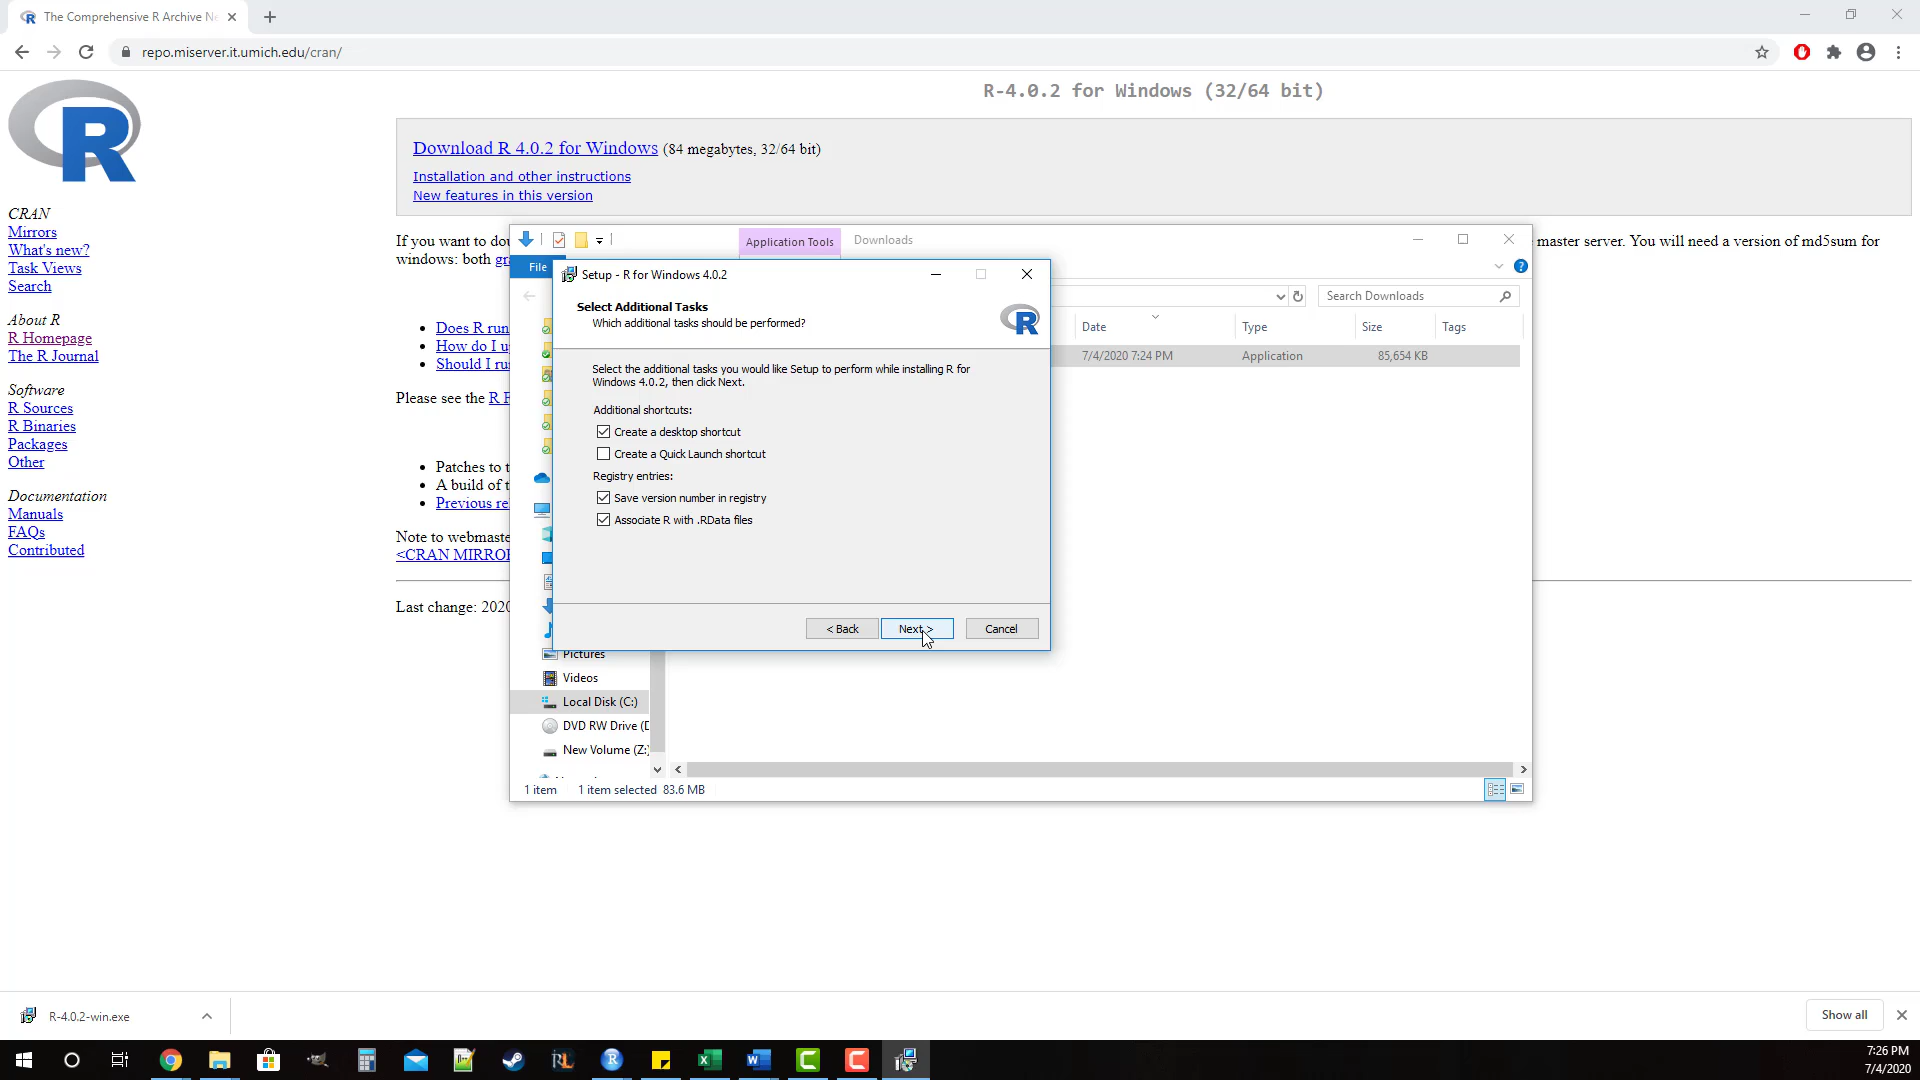 The Comprehensive R Archive Ne
repo.miserver.it.umich.edu/cran/
R
R-4.0.2 for Windows (32/64 bit)
Download R 4.0.2 for Windows (84 megabytes, 32/64 bit)
Installation and other instructions
New features in this version
CRAN
Mirrors
What's new?
Task Views
Search
About R
R Homepage
The R Journal
Software
R Sources
R Binaries
Packages
Other
Documentation
Manuals
FAQs
Contributed
If you want to dou
master server. You will need a version of md5sum for
windows: both gr
Does R run
How do I u
Should I ru
Please see the R F
Patches to t
A build of t
Previous re
Note to webmaste
<CRAN MIRROR
Last change: 2020
Application Tools
Downloads
File
Search Downloads
Date
Type
Size
Tags
7/4/2020 7:24 PM
Application
85,654 KB
Setup - R for Windows 4.0.2
Select Additional Tasks
Which additional tasks should be performed?
R
Select the additional tasks you would like Setup to perform while installing R for
Windows 4.0.2, then click Next.
Additional shortcuts:
Create a desktop shortcut
Create a Quick Launch shortcut
Registry entries:
Save version number in registry
Associate R with .RData files
< Back
Next >
Cancel
Pictures
Videos
Local Disk (C:)
DVD RW Drive (D
New Volume (Z:)
1 item
1 item selected 83.6 MB
R-4.0.2-win.exe
Show all
7:26 PM
7/4/2020